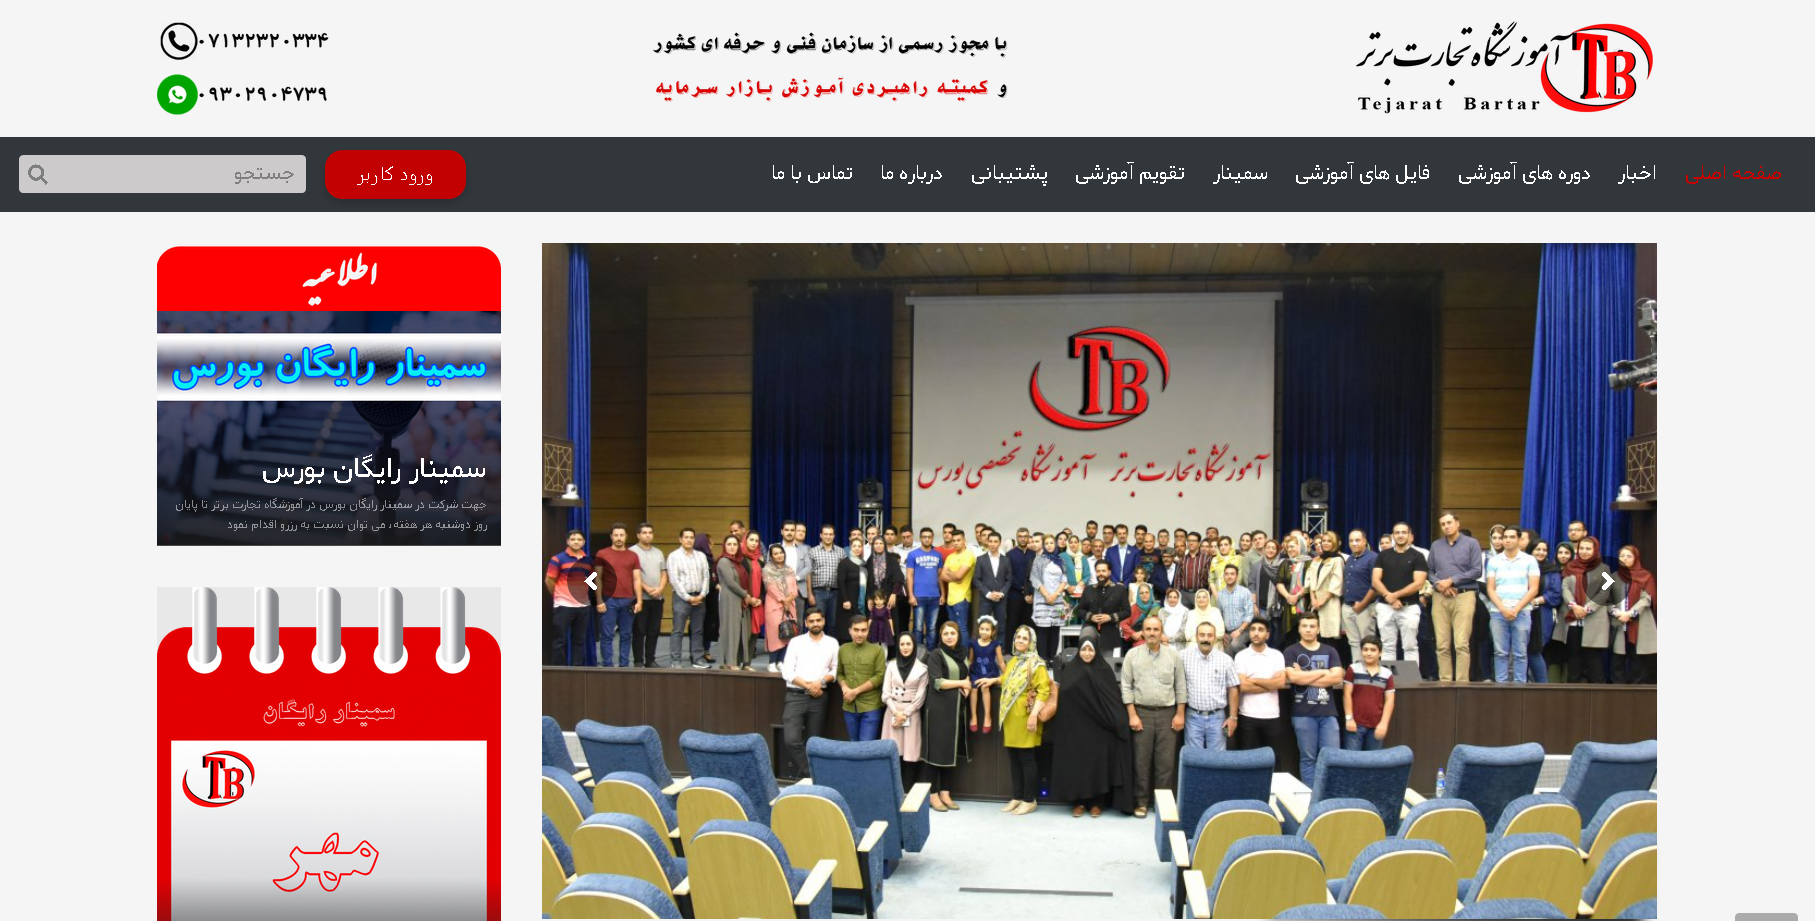 آموزشگاه تجارت برتر
TB
Tejarat Bartar
با مجوز رسمی از سازمان فنی و حرفه ای کشور
و کمیته راهبردی آموزش بازار سرمایه
۰۷۱۳۲۳۲۰۳۳۴
۰۹۳۰۲۹۰۴۷۳۹
صفحه اصلی
اخبار
دوره های آموزشی
فایل های آموزشی
سمینار
تقویم آموزشی
پشتیبانی
درباره ما
تماس با ما
ورود کاربر
جستجو
TB
آموزشگاه تجارت برتر آموزشگاه تخصصی بورس
اطلاعیه
سمینار رایگان بورس
سمینار رایگان بورس
جهت شرکت در سمینار رایگان بورس در آموزشگاه تجارت برتر تا پایان
روز دوشنبه هر هفته، می توان نسبت به رزرو اقدام نمود
سمینار رایگان
TB
مهر